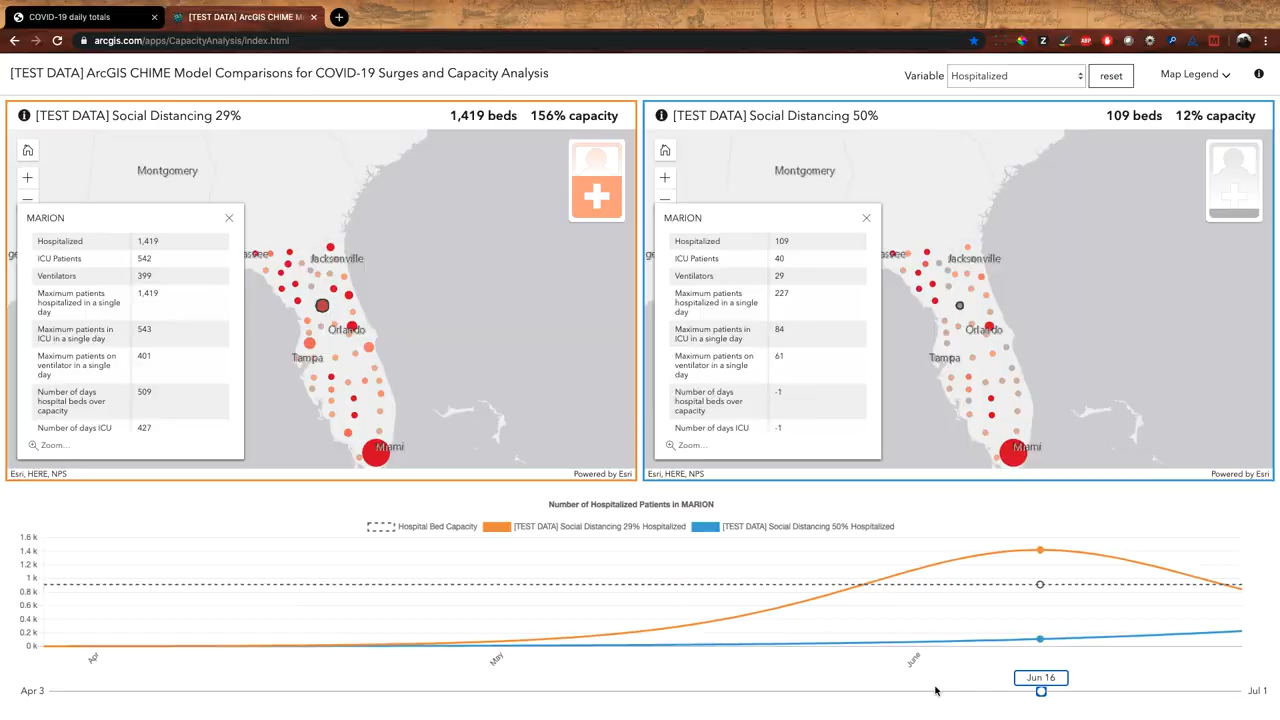 COVID-19 daily totals
[TEST DATA] ArcGIS CHIME M
arcgis.com/apps/CapacityAnalysis/index.html
[TEST DATA] ArcGIS CHIME Model Comparisons for COVID-19 Surges and Capacity Analysis
Variable Hospitalized reset Map Legend
[TEST DATA] Social Distancing 29% 1,419 beds 156% capacity
Montgomery
MARION
Hospitalized 1,419
ICU Patients 542
Ventilators 399
Maximum patients 1,419
hospitalized in a single
day
Maximum patients in 543
ICU in a single day
Maximum patients on 401
ventilator in a single
day
Number of days 509
hospital beds over
capacity
Number of days ICU 427
Zoom...
Jacksonville
Orlando
Tampa
Miami
Esri, HERE, NPS Powered by Esri
[TEST DATA] Social Distancing 50% 109 beds 12% capacity
Montgomery
MARION
Hospitalized 109
ICU Patients 40
Ventilators 29
Maximum patients 227
hospitalized in a single
day
Maximum patients in 84
ICU in a single day
Maximum patients on 61
ventilator in a single
day
Number of days -1
hospital beds over
capacity
Number of days ICU -1
Zoom...
Jacksonville
Orlando
Tampa
Miami
Esri, HERE, NPS Powered by Esri
Number of Hospitalized Patients in MARION
Hospital Bed Capacity [TEST DATA] Social Distancing 29% Hospitalized [TEST DATA] Social Distancing 50% Hospitalized
1.6 k
1.4 k
1.2 k
1 k
0.8 k
0.6 k
0.4 k
0.2 k
0 k
Apr May June
Jun 16
Apr 3 Jul 1